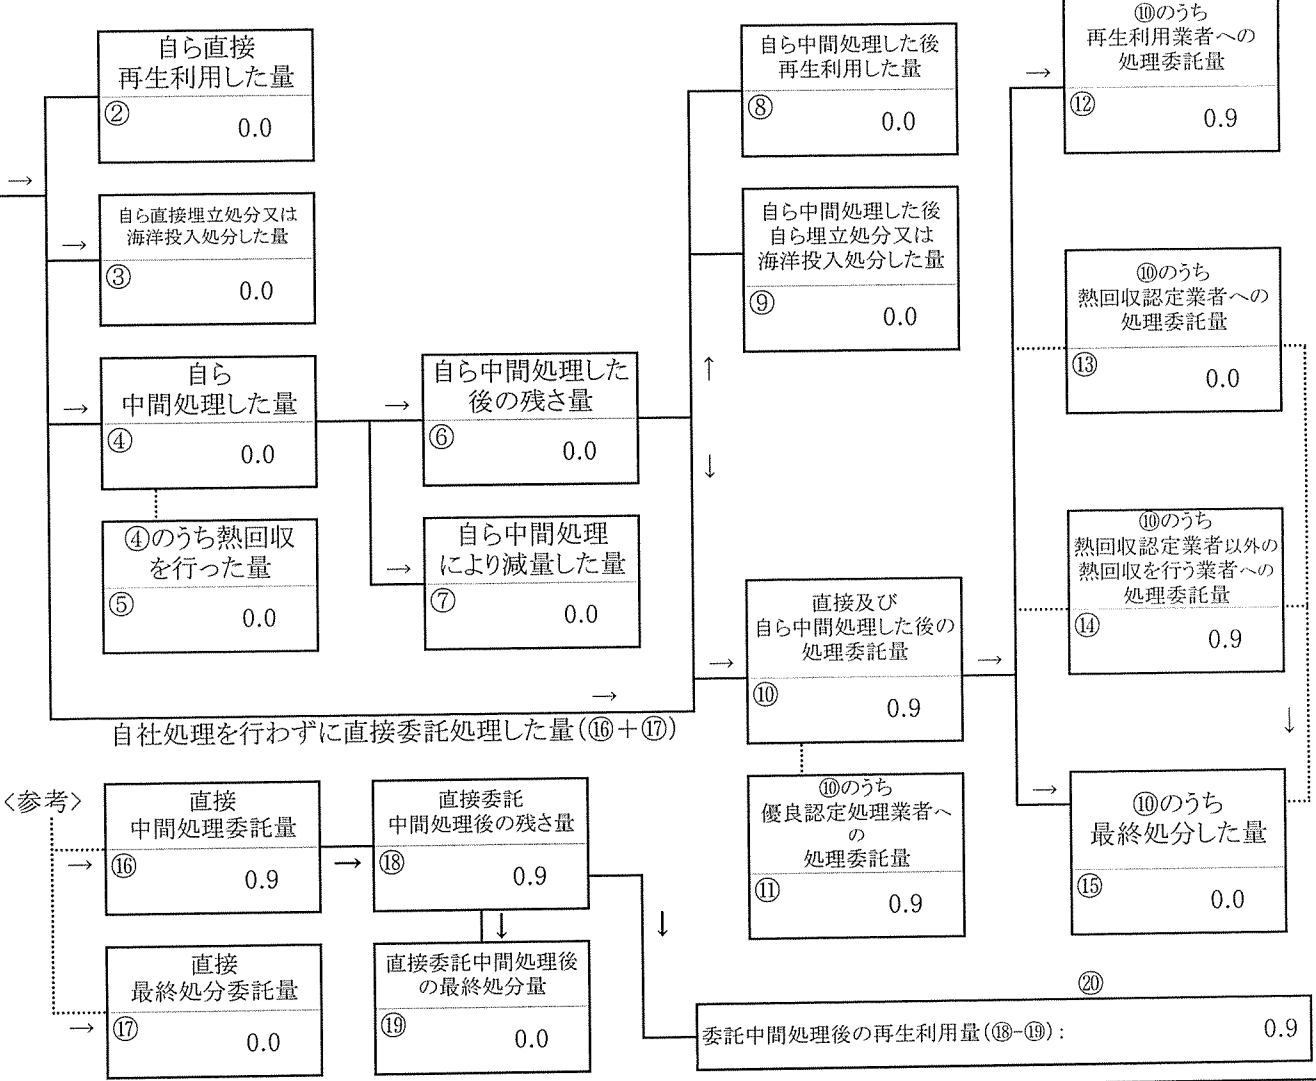 自ら直接
再生利用した量
② 0.0
→
自ら直接埋立処分又は
海洋投入処分した量
→
③ 0.0
自ら
中間処理した量
→
④ 0.0
④のうち熱回収
を行った量
⑤ 0.0
→
自ら中間処理した
後の残さ量
⑥ 0.0
自ら中間処理
により減量した量
→
⑦ 0.0
自ら中間処理した後
再生利用した量
⑧ 0.0
自ら中間処理した後
自ら埋立処分又は
海洋投入処分した量
⑨ 0.0
↑
↓
直接及び
自ら中間処理した後の
処理委託量
→
⑩ 0.9
→
⑩のうち
優良認定処理業者へ
の
処理委託量
⑪ 0.9
⑩のうち
再生利用業者への
処理委託量
→
⑫ 0.9
⑩のうち
熱回収認定業者への
処理委託量
⑬ 0.0
⑩のうち
熱回収認定業者以外の
熱回収を行う業者への
処理委託量
⑭ 0.9
↓
→
⑩のうち
最終処分した量
⑮ 0.0
→
自社処理を行わずに直接委託処理した量(⑯+⑰)
〈参考〉
直接
中間処理委託量
→
⑯ 0.9
→
直接委託
中間処理後の残さ量
⑱ 0.9
↓
↓
直接
最終処分委託量
→
⑰ 0.0
直接委託中間処理後
の最終処分量
⑲ 0.0
⑳
委託中間処理後の再生利用量(⑱-⑲): 0.9